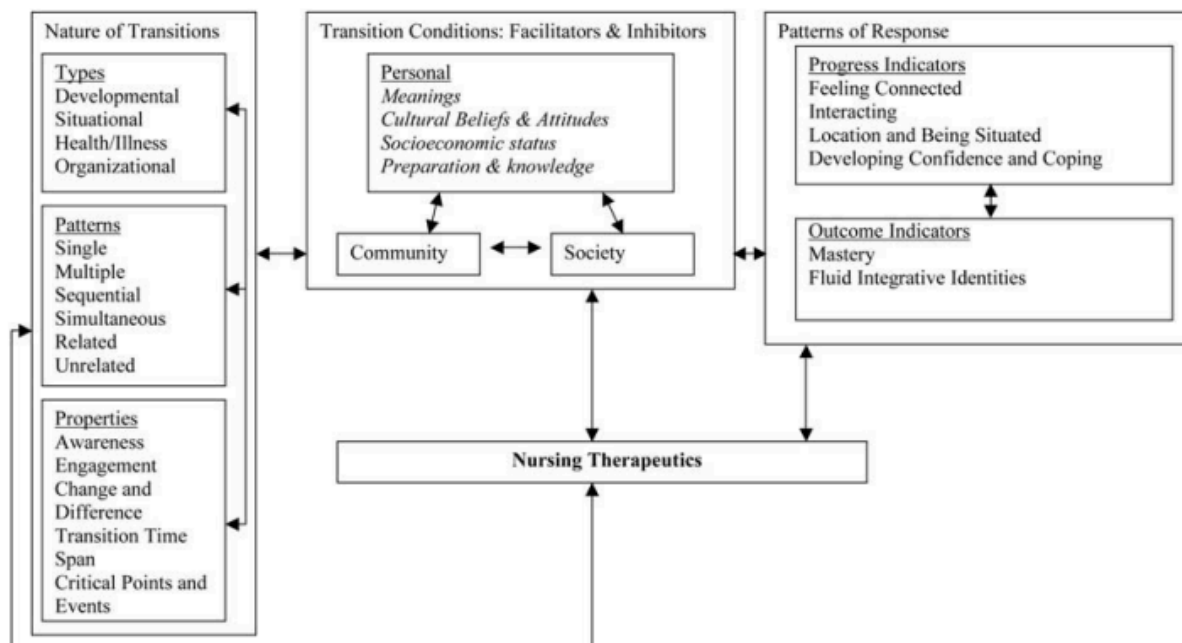 Nature of Transitions
Types
Developmental
Situational
Health/Illness
Organizational
Patterns
Single
Multiple
Sequential
Simultaneous
Related
Unrelated
Properties
Awareness
Engagement
Change and
Difference
Transition Time
Span
Critical Points and
Events
Transition Conditions: Facilitators & Inhibitors
Personal
Meanings
Cultural Beliefs & Attitudes
Socioeconomic status
Preparation & knowledge
Community
Society
Patterns of Response
Progress Indicators
Feeling Connected
Interacting
Location and Being Situated
Developing Confidence and Coping
Outcome Indicators
Mastery
Fluid Integrative Identities
Nursing Therapeutics